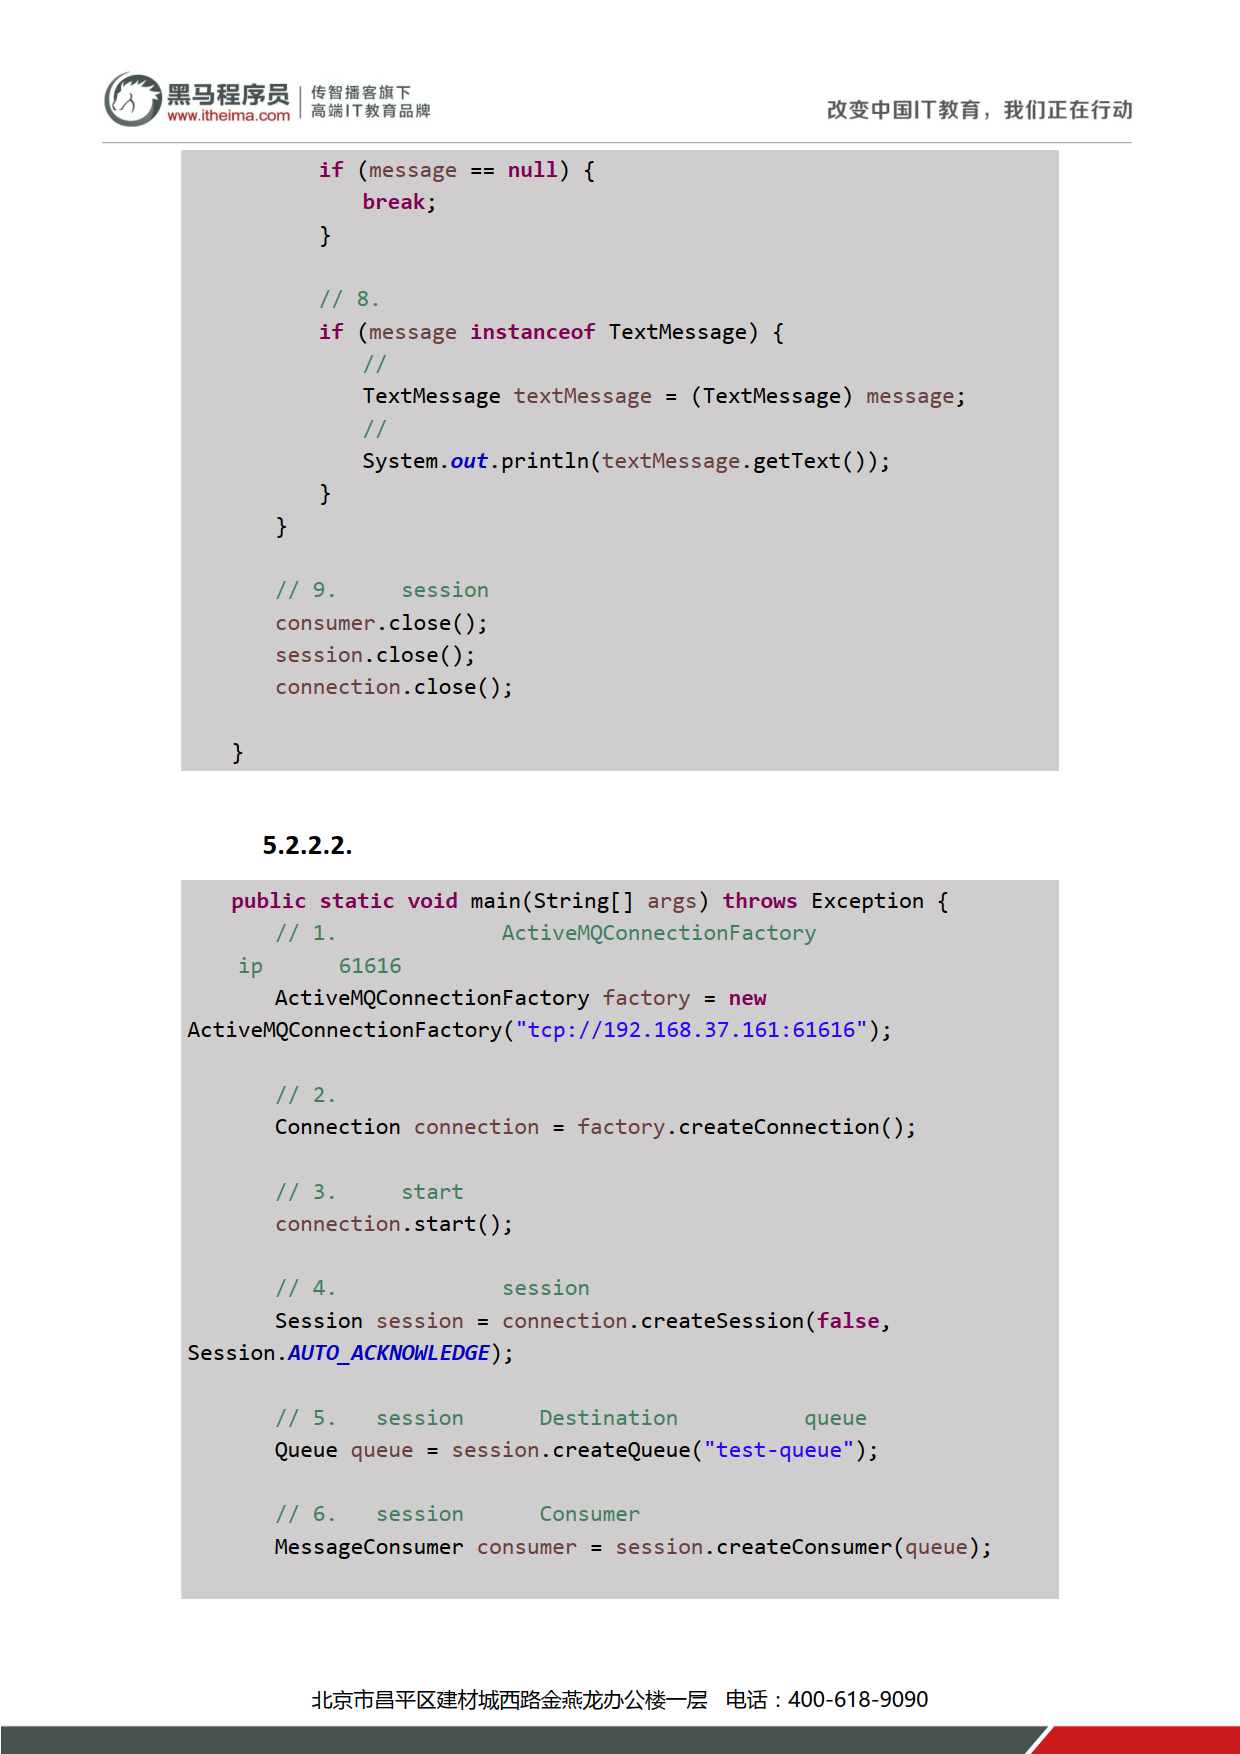 黑马程序员
www.itheima.com
传智播客旗下
高端IT教育品牌
改变中国IT教育，我们正在行动
if (message == null) {
break;
}
// 8.
if (message instanceof TextMessage) {
//
TextMessage textMessage = (TextMessage) message;
//
System.out.println(textMessage.getText());
}
}
// 9. session
consumer.close();
session.close();
connection.close();
}
5.2.2.2.
public static void main(String[] args) throws Exception {
// 1. ActiveMQConnectionFactory
ip 61616
ActiveMQConnectionFactory factory = new
ActiveMQConnectionFactory("tcp://192.168.37.161:61616");
// 2.
Connection connection = factory.createConnection();
// 3. start
connection.start();
// 4. session
Session session = connection.createSession(false,
Session.AUTO_ACKNOWLEDGE);
// 5. session Destination queue
Queue queue = session.createQueue("test-queue");
// 6. session Consumer
MessageConsumer consumer = session.createConsumer(queue);
北京市昌平区建材城西路金燕龙办公楼一层 电话：400-618-9090